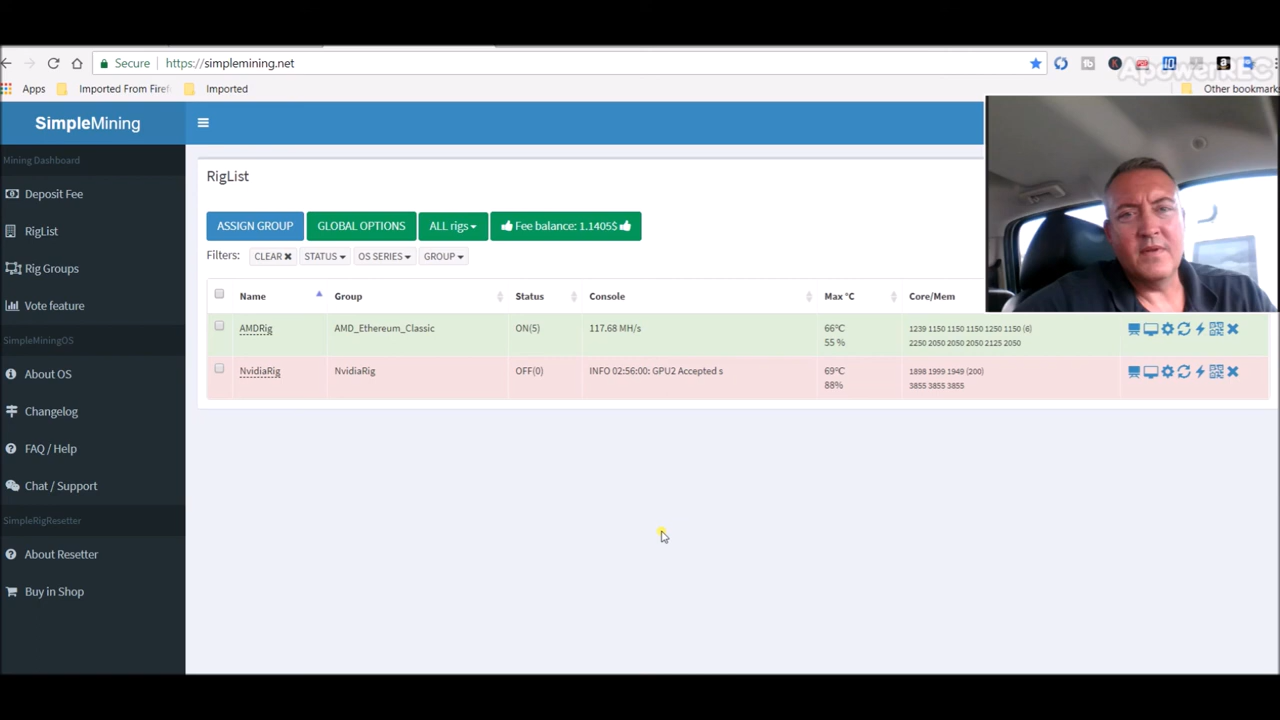 Secure https://simplemining.net
ApowerREC
Apps Imported From Firef Imported Other bookmark
SimpleMining
Mining Dashboard
Deposit Fee
RigList
Rig Groups
Vote feature
SimpleMiningOS
About OS
Changelog
FAQ / Help
Chat / Support
SimpleRigResetter
About Resetter
Buy in Shop
RigList
ASSIGN GROUP GLOBAL OPTIONS ALL rigs Fee balance: 1.1405$
Filters: CLEAR STATUS OS SERIES GROUP
Name Group Status Console Max °C Core/Mem
AMDRig AMD_Ethereum_Classic ON(5) 117.68 MH/s 66°C 1239 1150 1150 1150 1250 1150 (6)
55 % 2250 2050 2050 2050 2125 2050
NvidiaRig NvidiaRig OFF(0) INFO 02:56:00: GPU2 Accepted s 69°C 1898 1999 1949 (200)
88% 3855 3855 3855